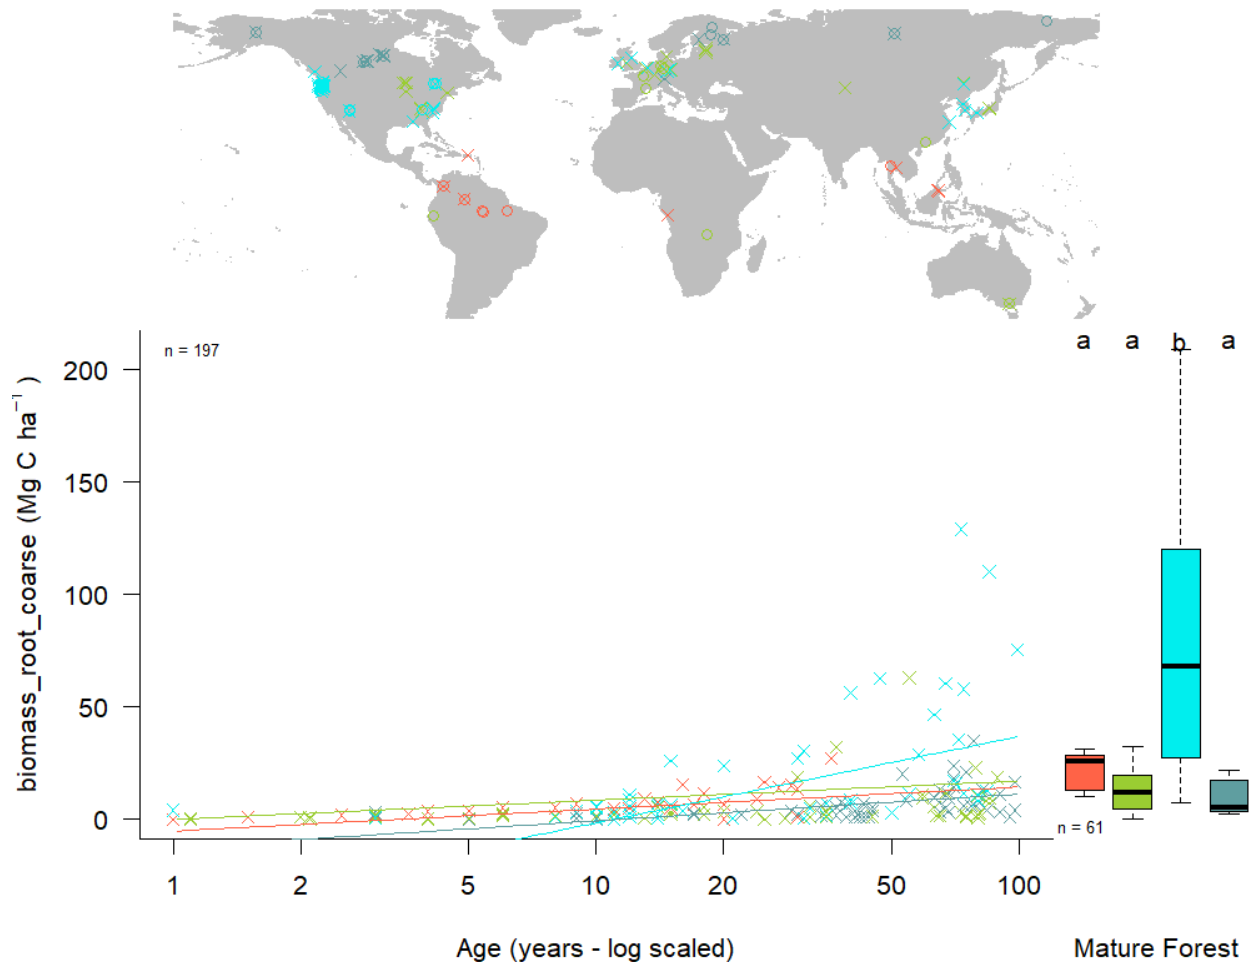 a a b a
n = 197
200
150
100
50
0
biomass_root_coarse (Mg C ha⁻¹ )
n = 61
1 2 5 10 20 50 100
Age (years - log scaled)
Mature Forest